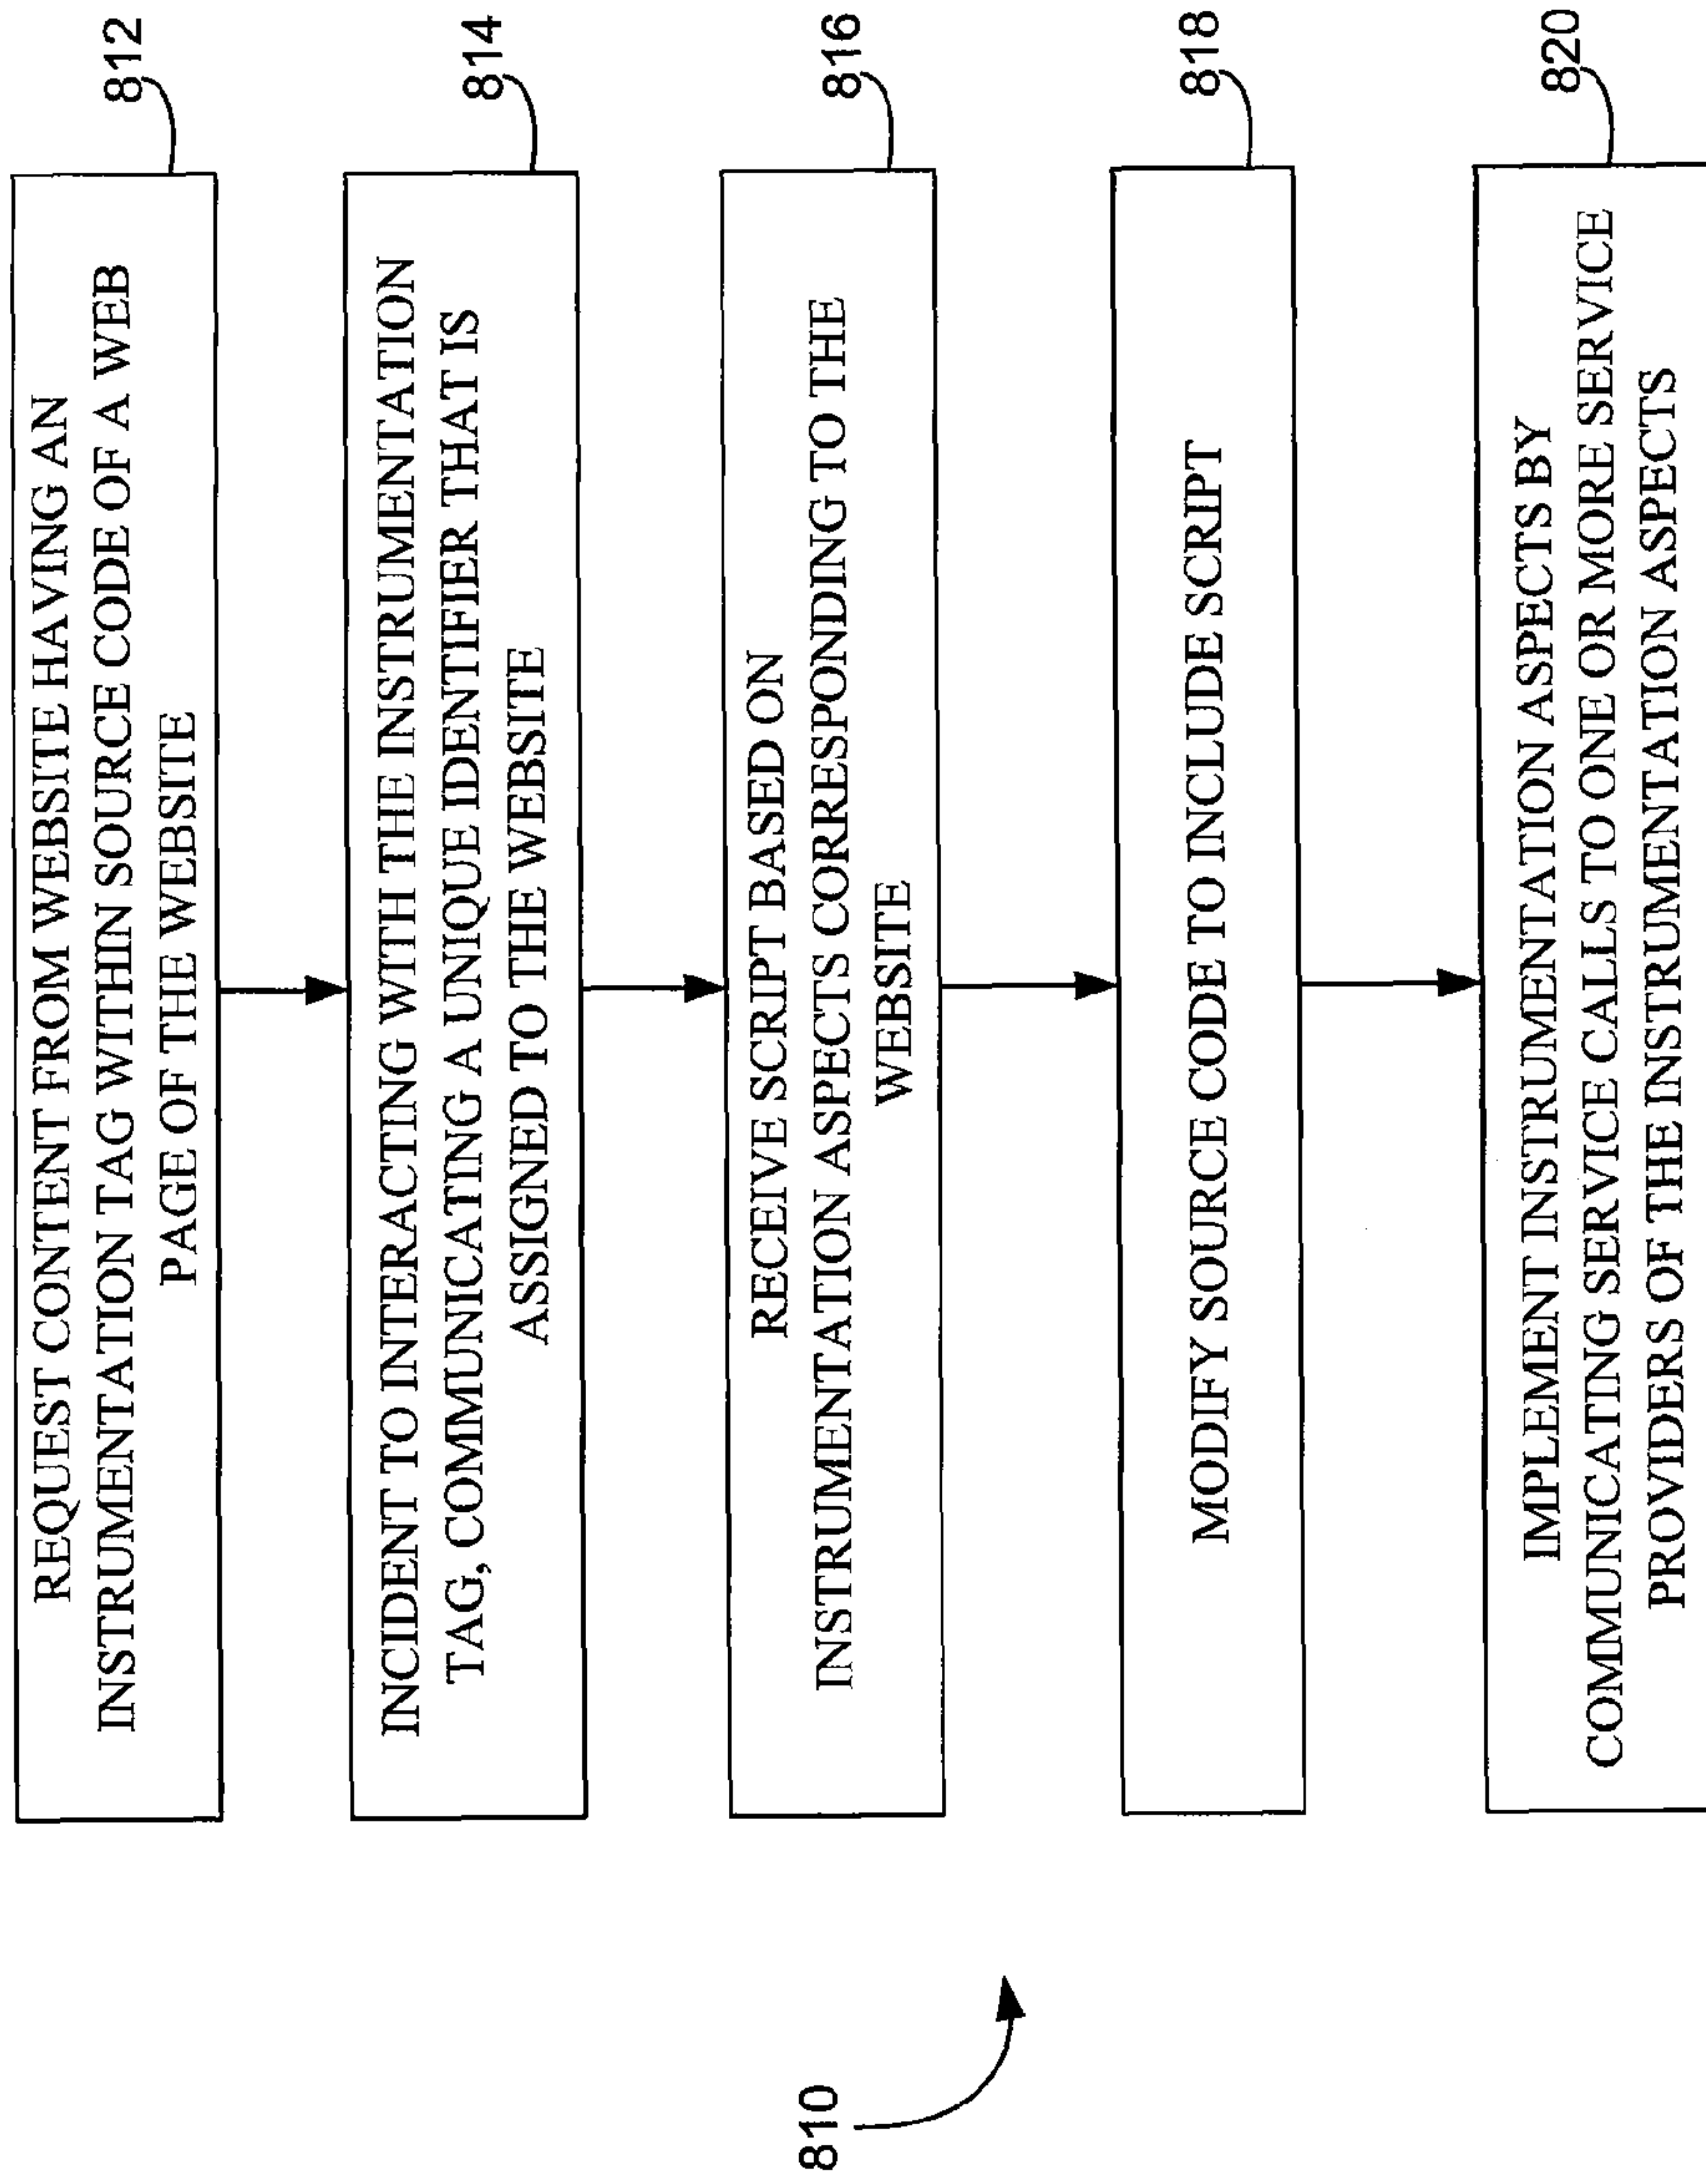 REQUEST CONTENT FROM WEBSITE HAVING AN
INSTRUMENTATION TAG WITHIN SOURCE CODE OF A WEB
PAGE OF THE WEBSITE
812
INCIDENT TO INTERACTING WITH THE INSTRUMENTATION
TAG, COMMUNICATING A UNIQUE IDENTIFIER THAT IS
ASSIGNED TO THE WEBSITE
814
RECEIVE SCRIPT BASED ON
INSTRUMENTATION ASPECTS CORRESPONDING TO THE
WEBSITE
816
MODIFY SOURCE CODE TO INCLUDE SCRIPT
818
IMPLEMENT INSTRUMENTATION ASPECTS BY
COMMUNICATING SERVICE CALLS TO ONE OR MORE SERVICE
PROVIDERS OF THE INSTRUMENTATION ASPECTS
820
810